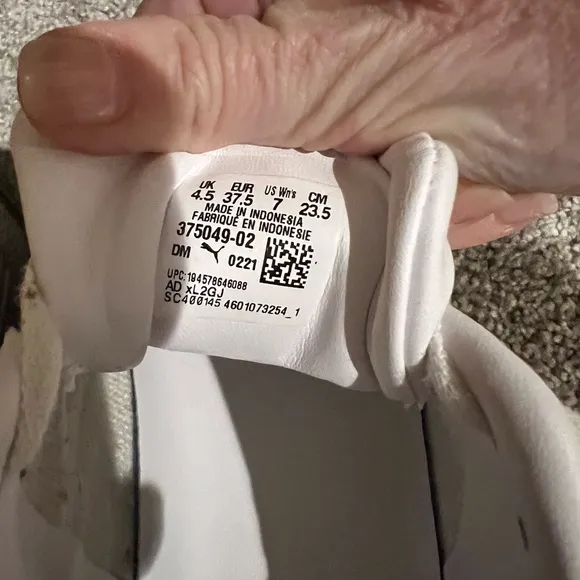 UK EUR US Wn's CM
4.5 37.5 7 23.5
MADE IN INDONESIA
FABRIQUÉ EN INDONESIE
375049-02
DM 0221
UPC:194578646088
AD xL2GJ
SC400145 4601073254_1